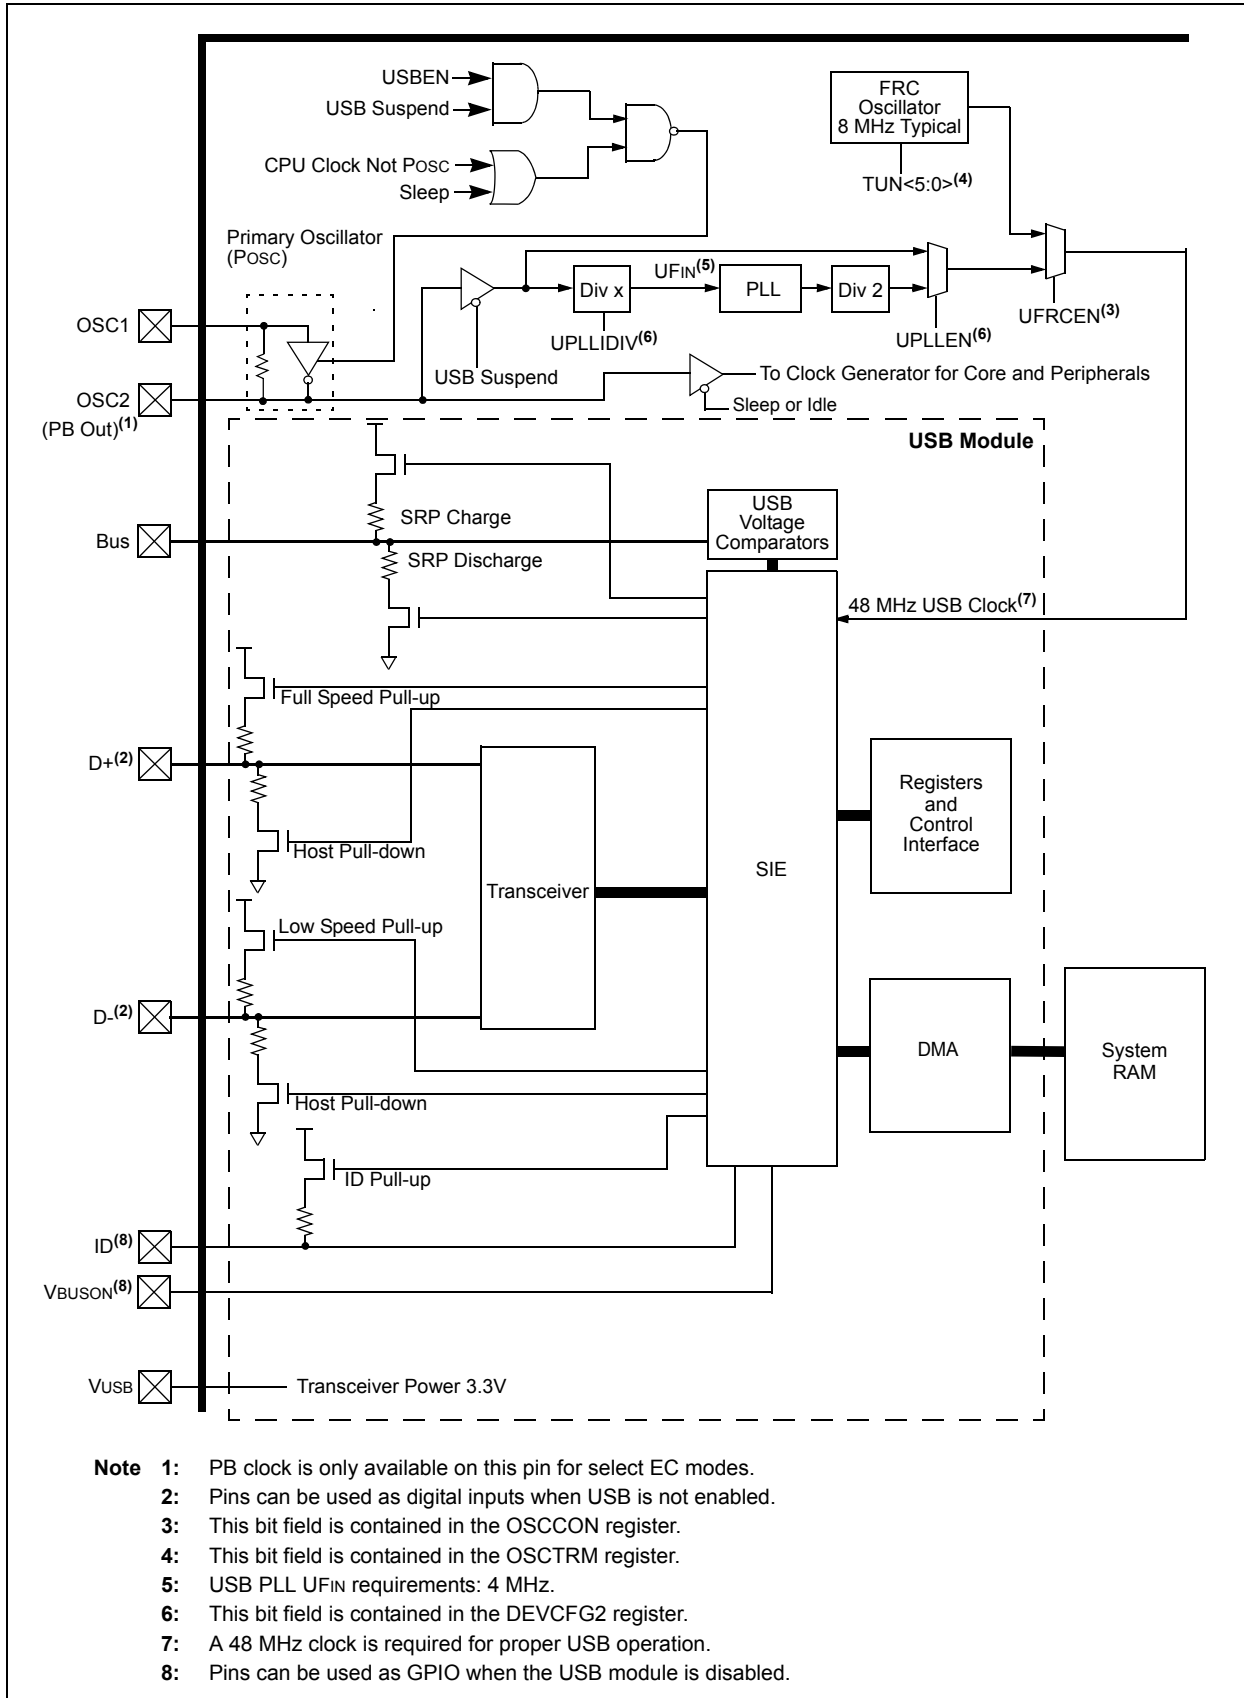 USBEN
USB Suspend
CPU Clock Not POSC
Sleep
FRC
Oscillator
8 MHz Typical
TUN<5:0>(4)
Primary Oscillator
(POSC)
UFIN(5)
Div x
PLL
Div 2
UFRCEN(3)
UPLLIDIV(6)
UPLLEN(6)
OSC1
USB Suspend
To Clock Generator for Core and Peripherals
OSC2
(PB Out)(1)
Sleep or Idle
USB Module
USB
Voltage
Comparators
SRP Charge
Bus
SRP Discharge
48 MHz USB Clock(7)
Full Speed Pull-up
D+(2)
Registers
and
Control
Interface
Host Pull-down
SIE
Transceiver
Low Speed Pull-up
D-(2)
DMA
System
RAM
Host Pull-down
ID Pull-up
ID(8)
VBUSON(8)
VUSB
Transceiver Power 3.3V
Note 1: PB clock is only available on this pin for select EC modes.
2: Pins can be used as digital inputs when USB is not enabled.
3: This bit field is contained in the OSCCON register.
4: This bit field is contained in the OSCTRM register.
5: USB PLL UFIN requirements: 4 MHz.
6: This bit field is contained in the DEVCFG2 register.
7: A 48 MHz clock is required for proper USB operation.
8: Pins can be used as GPIO when the USB module is disabled.